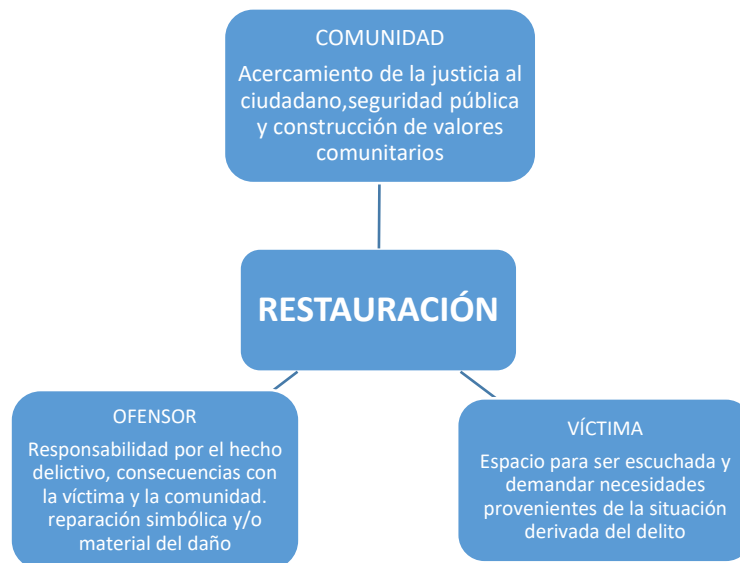 COMUNIDAD
Acercamiento de la justicia al
ciudadano,seguridad pública
y construcción de valores
comunitarios
RESTAURACIÓN
OFENSOR
Responsabilidad por el hecho
delictivo, consecuencias con
la víctima y la comunidad.
reparación simbólica y/o
material del daño
VÍCTIMA
Espacio para ser escuchada y
demandar necesidades
provenientes de la situación
derivada del delito